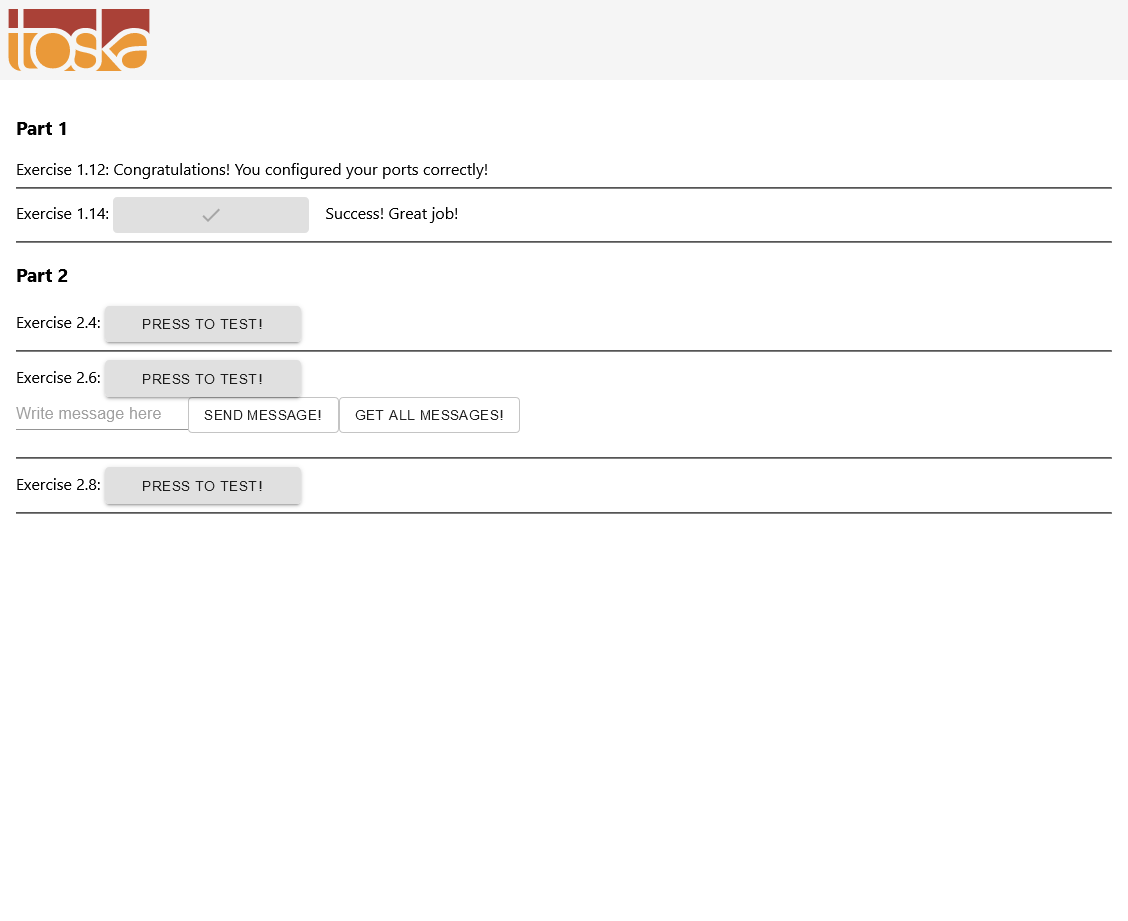 toska
Part 1
Exercise 1.12: Congratulations! You configured your ports correctly!
Exercise 1.14: Success! Great job!
Part 2
Exercise 2.4: PRESS TO TEST!
Exercise 2.6: PRESS TO TEST!
Write message here SEND MESSAGE! GET ALL MESSAGES!
Exercise 2.8: PRESS TO TEST!